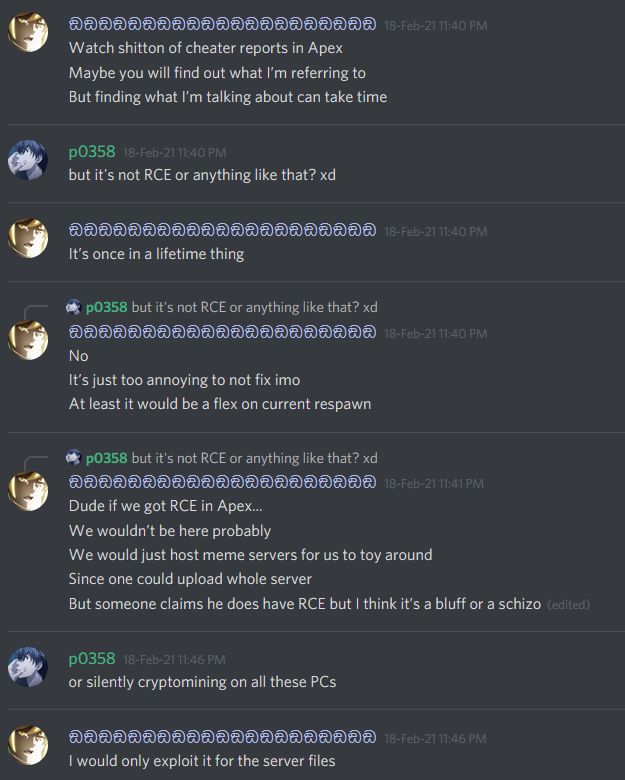 ඞඞඞඞඞඞඞඞඞඞඞඞඞඞඞඞඞඞඞඞඞ 18-Feb-21 11:40 PM
Watch shitton of cheater reports in Apex
Maybe you will find out what I'm referring to
But finding what I'm talking about can take time
p0358 18-Feb-21 11:40 PM
but it's not RCE or anything like that? xd
ඞඞඞඞඞඞඞඞඞඞඞඞඞඞඞඞඞඞඞඞඞ 18-Feb-21 11:40 PM
It's once in a lifetime thing
p0358 but it's not RCE or anything like that? xd
ඞඞඞඞඞඞඞඞඞඞඞඞඞඞඞඞඞඞඞඞඞ 18-Feb-21 11:40 PM
No
It's just too annoying to not fix imo
At least it would be a flex on current respawn
p0358 but it's not RCE or anything like that? xd
ඞඞඞඞඞඞඞඞඞඞඞඞඞඞඞඞඞඞඞඞඞ 18-Feb-21 11:41 PM
Dude if we got RCE in Apex...
We wouldn't be here probably
We would just host meme servers for us to toy around
Since one could upload whole server
But someone claims he does have RCE but I think it's a bluff or a schizo (edited)
p0358 18-Feb-21 11:46 PM
or silently cryptomining on all these PCs
ඞඞඞඞඞඞඞඞඞඞඞඞඞඞඞඞඞඞඞඞඞ 18-Feb-21 11:46 PM
I would only exploit it for the server files